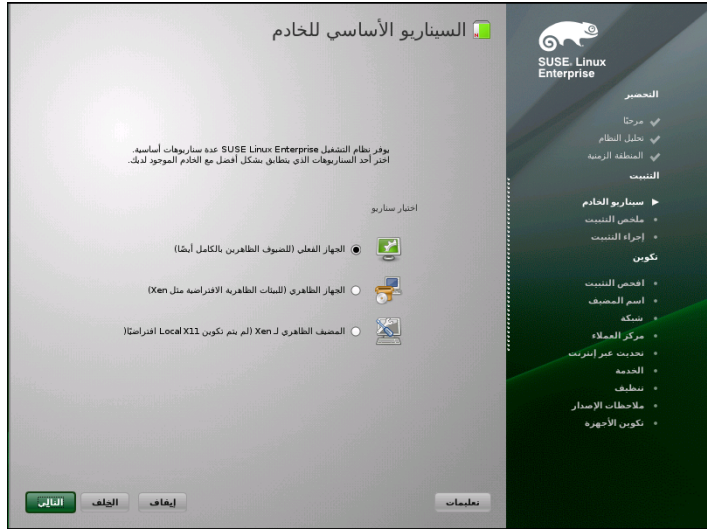 SUSE. Linux
Enterprise
التحضير
مرحبًا
تحليل النظام
المنطقة الزمنية
التثبيت
سيناريو الخادم
ملخص التثبيت
إجراء التثبيت
تكوين
افحص التثبيت
اسم المضيف
شبكة
مركز العملاء
تحديث عبر إنترنت
الخدمة
تنظيف
ملاحظات الإصدار
تكوين الأجهزة
السيناريو الأساسي للخادم
يوفر نظام التشغيل SUSE Linux Enterprise عدة سناريوهات أساسية.
اختر أحد السناريوهات الذي يتطابق بشكل أفضل مع الخادم الموجود لديك.
اختيار سناريو
الجهاز الفعلي (للضيوف الظاهرين بالكامل أيضًا)
الجهاز الظاهري (للبيئات الظاهرية الافتراضية مثل Xen)
المضيف الظاهري لـ Xen (لم يتم تكوين Local X11 افتراضيًا(
تعليمات
إيقاف
الخلف
التالي